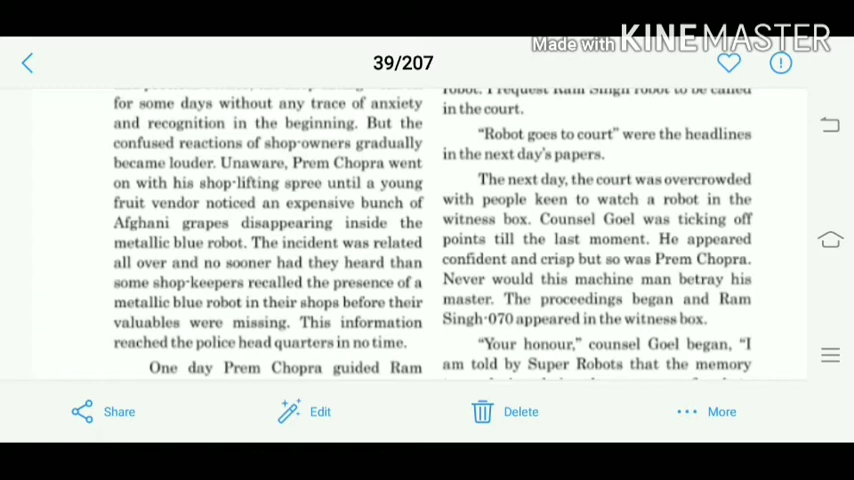 Made with KINEMASTER
39/207
for some days without any trace of anxiety
and recognition in the beginning. But the
confused reactions of shop-owners gradually
became louder. Unaware, Prem Chopra went
on with his shop-lifting spree until a young
fruit vendor noticed an expensive bunch of
Afghani grapes disappearing inside the
metallic blue robot. The incident was related
all over and no sooner had they heard than
some shop-keepers recalled the presence of a
metallic blue robot in their shops before their
valuables were missing. This information
reached the police head quarters in no time.
One day Prem Chopra guided Ram
robot. I request Ram Singh robot to be called
in the court.
“Robot goes to court” were the headlines
in the next day's papers.
The next day, the court was overcrowded
with people keen to watch a robot in the
witness box. Counsel Goel was ticking off
points till the last moment. He appeared
confident and crisp but so was Prem Chopra.
Never would this machine man betray his
master. The proceedings began and Ram
Singh-070 appeared in the witness box.
“Your honour,” counsel Goel began, “I
am told by Super Robots that the memory
Share
Edit
Delete
More